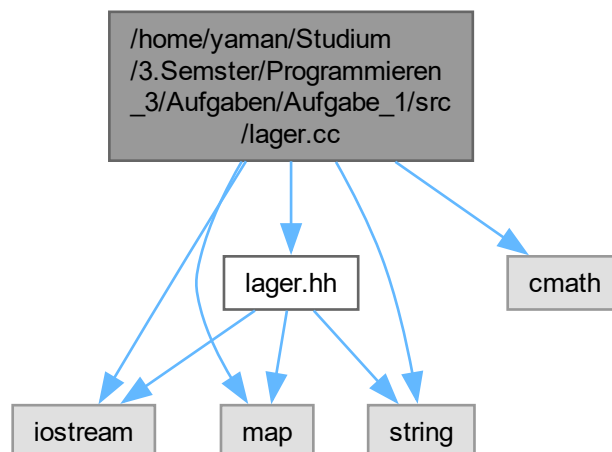 /home/yaman/Studium
/3.Semster/Programmieren
_3/Aufgaben/Aufgabe_1/src
/lager.cc
lager.hh
cmath
iostream
map
string